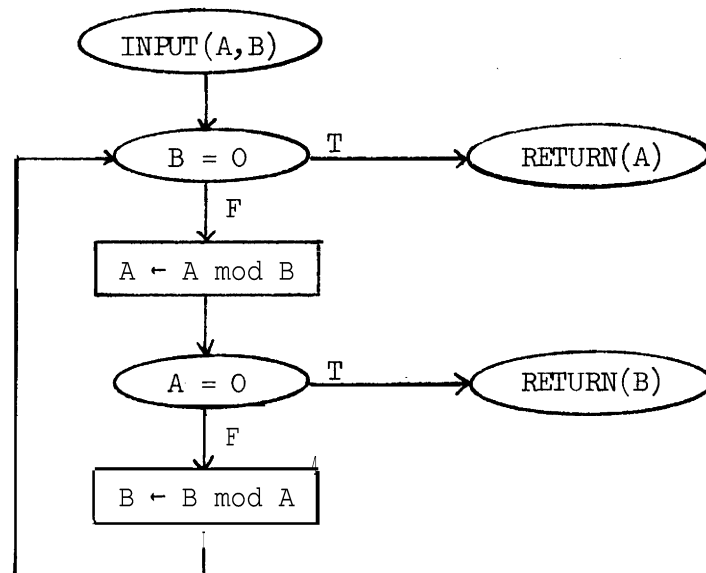 INPUT(A,B)
B = 0
T
RETURN(A)
F
A ← A mod B
A = 0
T
RETURN(B)
F
B ← B mod A